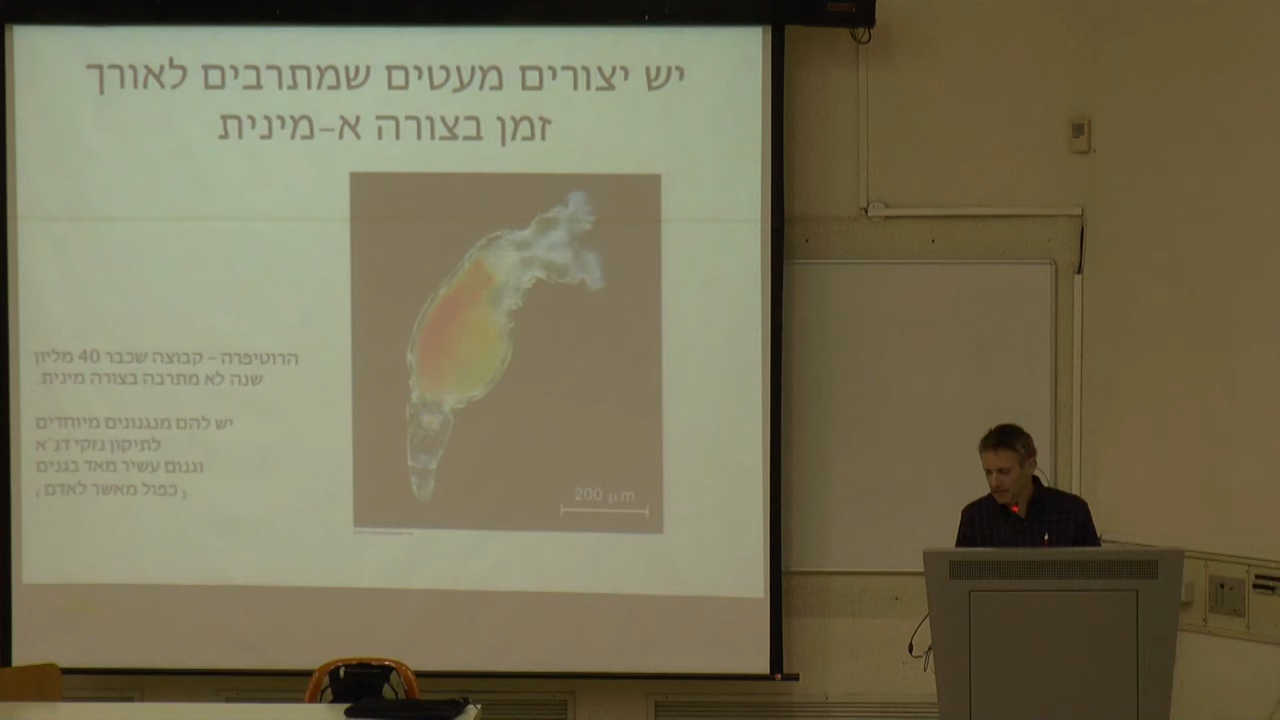 יש יצורים מעטים שמתרבים לאורך
זמן בצורה א-מינית
הרוטיפרה - קבוצה שכבר 40 מליון
שנה לא מתרבה בצורה מינית.
יש להם מנגנונים מיוחדים
לתיקון נזקי דנ"א
וגנום עשיר מאד בגנים
(כפול מאשר לאדם)
200 μm